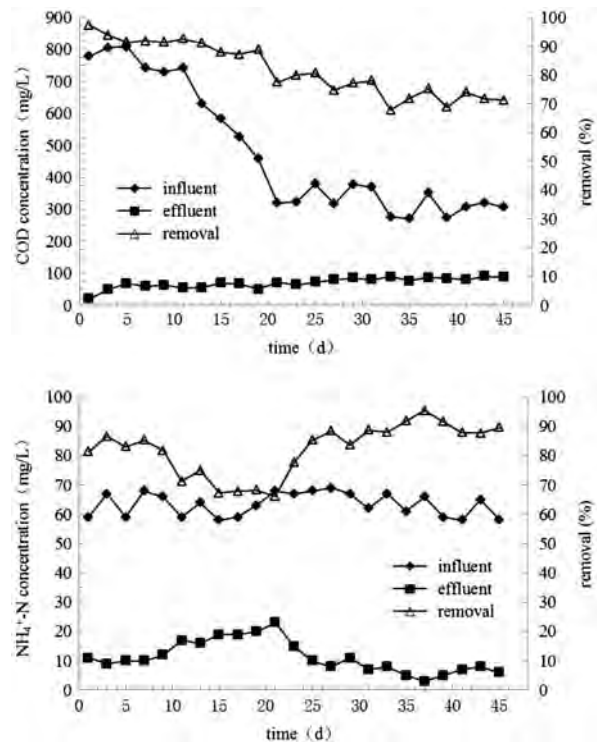 900 100
800 90
700 80
600 70
500 60
400 50
300 40
200 30
100 20
0 10
0
COD concentration（mg/L）
removal (%)
influent
effluent
removal
0 5 10 15 20 25 30 35 40 45
time（d）
100 100
90 90
80 80
70 70
60 60
50 50
40 40
30 30
20 20
10 10
0 0
NH₄⁺-N concentration（mg/L）
removal (%)
influent
effluent
removal
0 5 10 15 20 25 30 35 40 45
time（d）